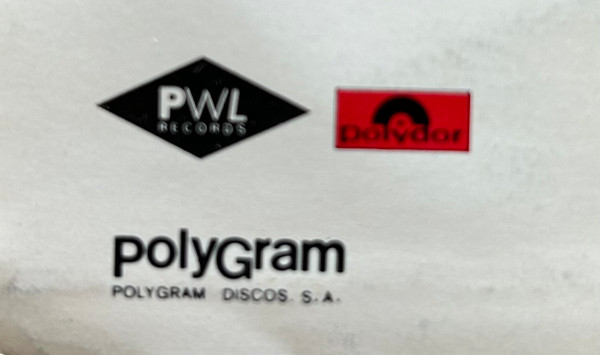 PWL
RECORDS
polydor
polyGram
POLYGRAM DISCOS S.A.